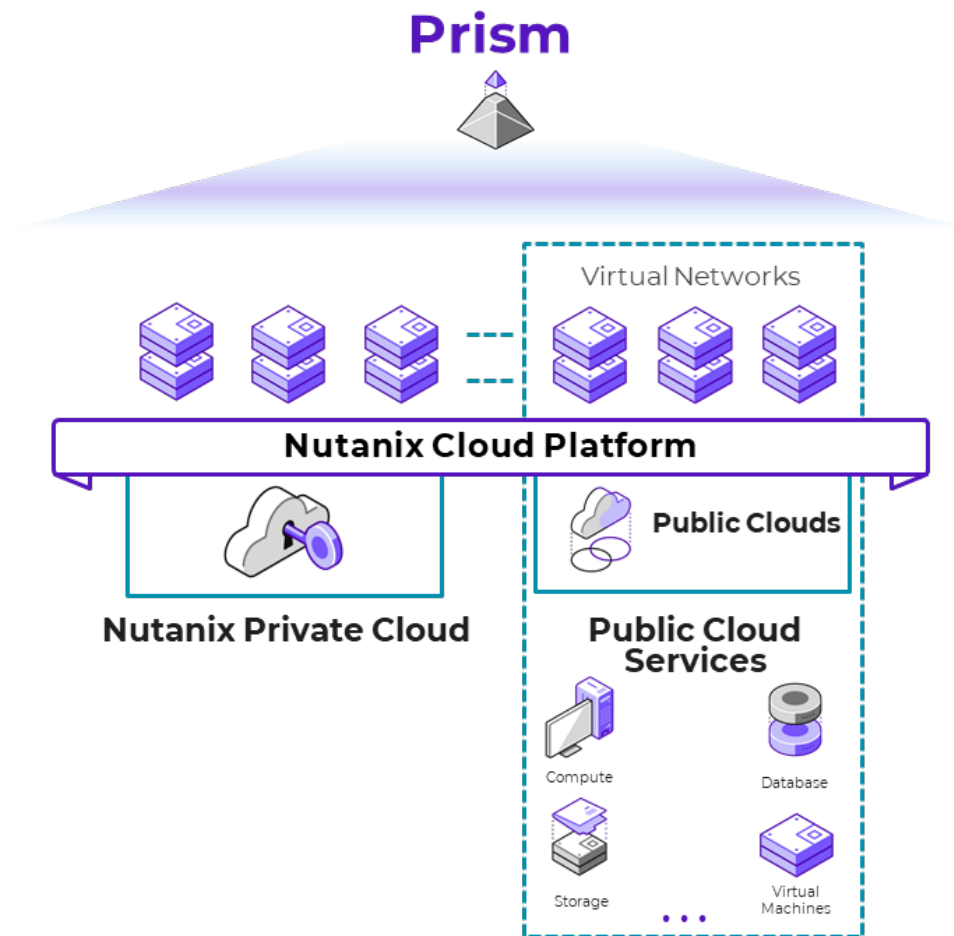 Prism
Virtual Networks
Nutanix Cloud Platform
Public Clouds
Nutanix Private Cloud
Public Cloud
Services
Compute
Database
Storage
Virtual
Machines